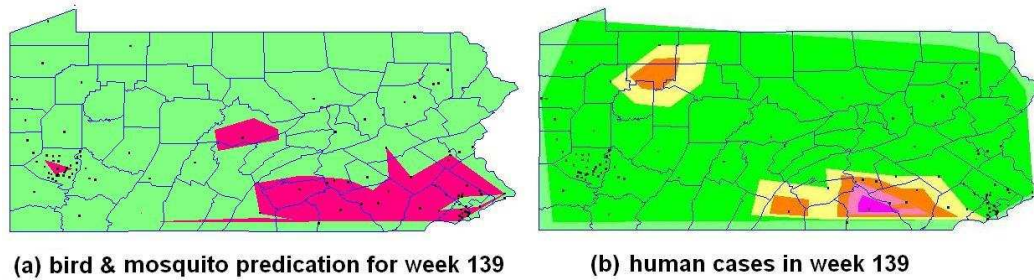 (a) bird & mosquito predication for week 139
(b) human cases in week 139